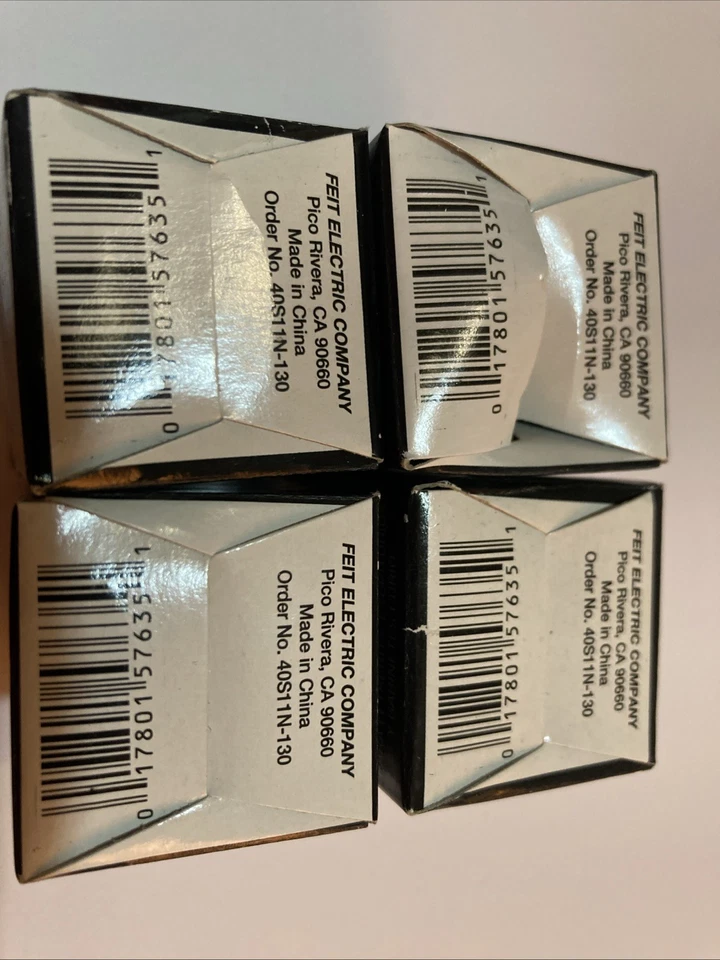 FEIT ELECTRIC COMPANY
Pico Rivera, CA 90660
Made in China
Order No. 40S11N-130
0 17801 57635 1
FEIT ELECTRIC COMPANY
Pico Rivera, CA 90660
Made in China
Order No. 40S11N-130
0 17801 57635 1
FEIT ELECTRIC COMPANY
Pico Rivera, CA 90660
Made in China
Order No. 40S11N-130
0 17801 57635 1
FEIT ELECTRIC COMPANY
Pico Rivera, CA 90660
Made in China
Order No. 40S11N-130
0 17801 57635 1